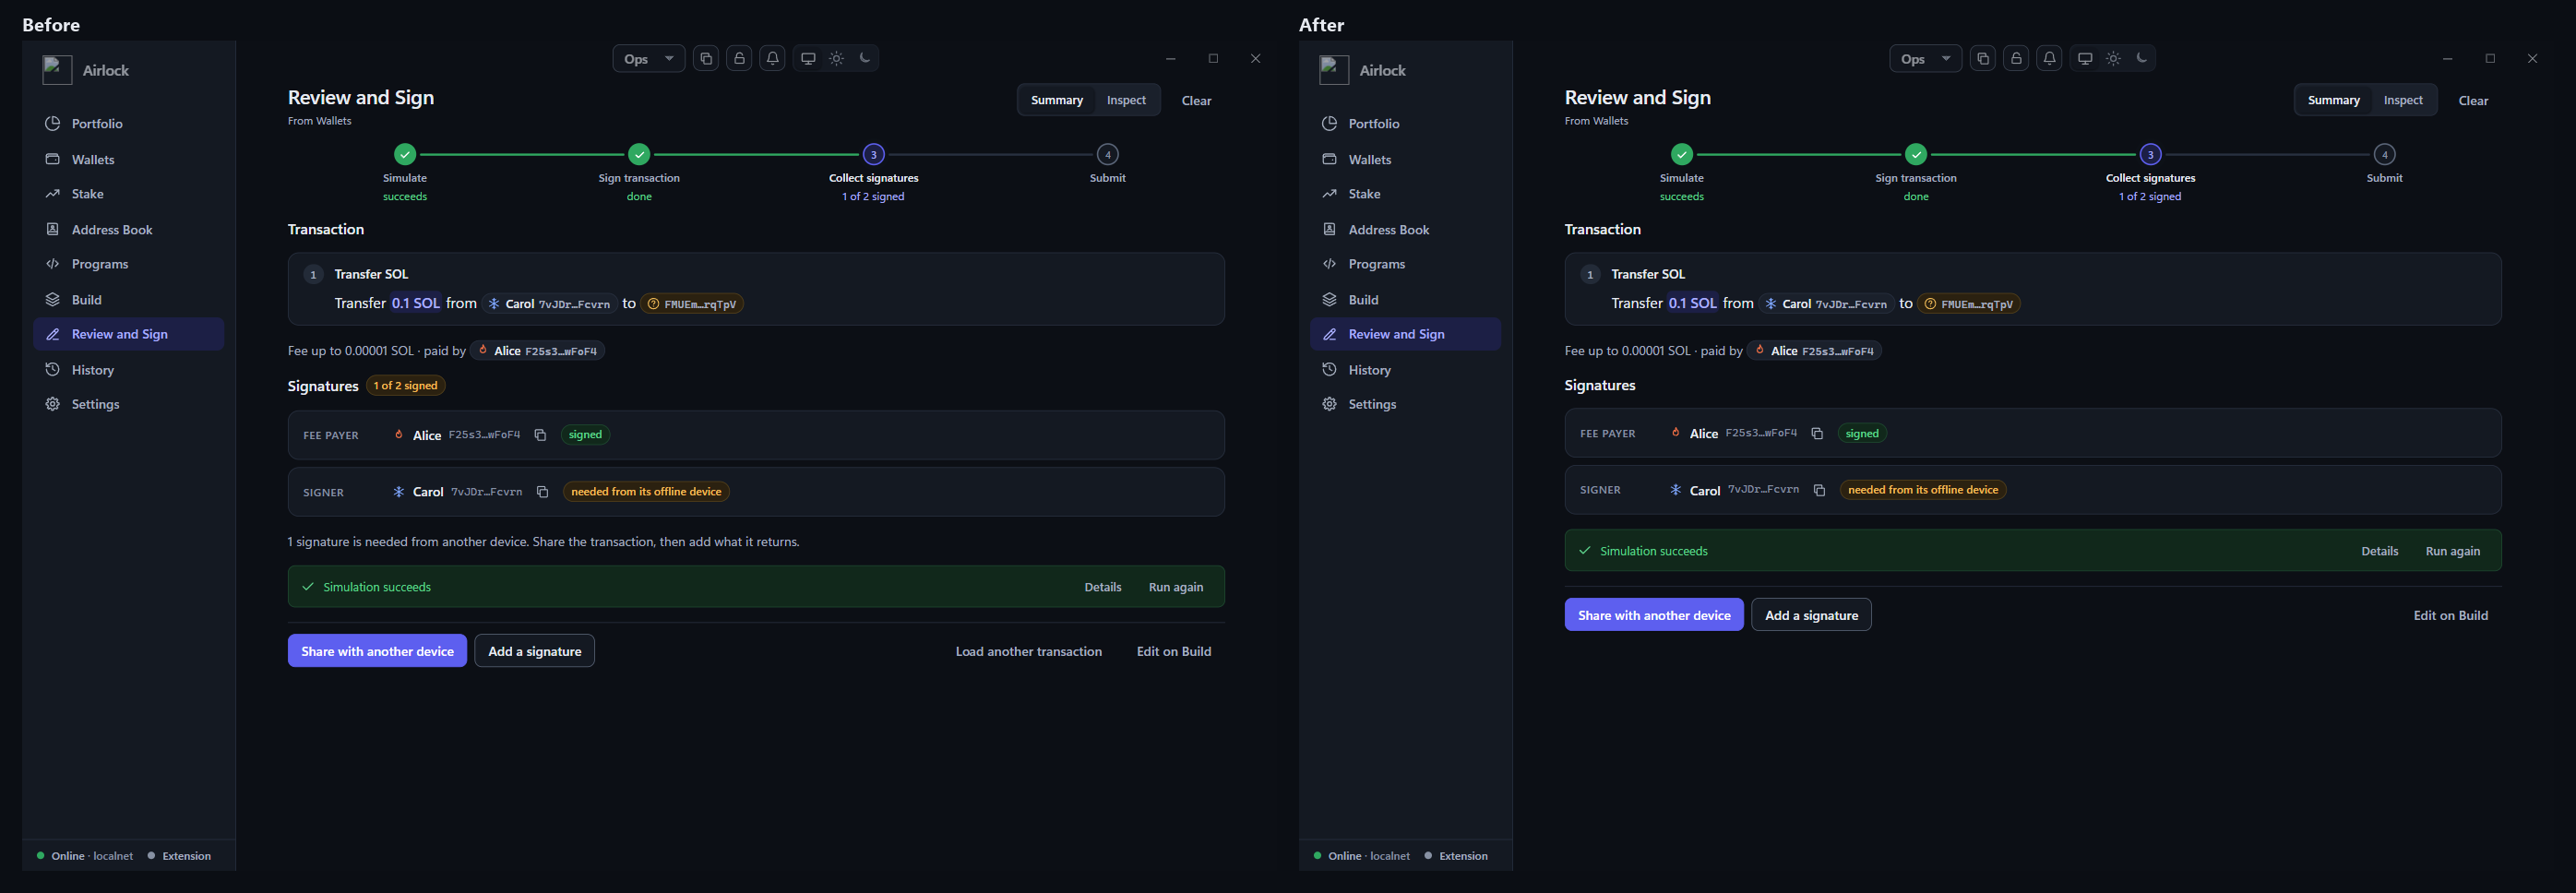 Before
Airlock
Portfolio
Wallets
Stake
Address Book
Programs
Build
Review and Sign
History
Settings
Online · localnet Extension
Ops
Review and Sign
From Wallets
Summary Inspect Clear
3 4
Simulate Sign transaction Collect signatures Submit
succeeds done 1 of 2 signed
Transaction
1 Transfer SOL
Transfer 0.1 SOL from Carol 7vJDr…Fcvrn to FMUEm…rqTpV
Fee up to 0.00001 SOL · paid by Alice F25s3…wFoF4
Signatures 1 of 2 signed
FEE PAYER Alice F25s3…wFoF4 signed
SIGNER Carol 7vJDr…Fcvrn needed from its offline device
1 signature is needed from another device. Share the transaction, then add what it returns.
Simulation succeeds Details Run again
Share with another device Add a signature Load another transaction Edit on Build
After
Airlock
Portfolio
Wallets
Stake
Address Book
Programs
Build
Review and Sign
History
Settings
Online · localnet Extension
Ops
Review and Sign
From Wallets
Summary Inspect Clear
3 4
Simulate Sign transaction Collect signatures Submit
succeeds done 1 of 2 signed
Transaction
1 Transfer SOL
Transfer 0.1 SOL from Carol 7vJDr…Fcvrn to FMUEm…rqTpV
Fee up to 0.00001 SOL · paid by Alice F25s3…wFoF4
Signatures
FEE PAYER Alice F25s3…wFoF4 signed
SIGNER Carol 7vJDr…Fcvrn needed from its offline device
Simulation succeeds Details Run again
Share with another device Add a signature Edit on Build